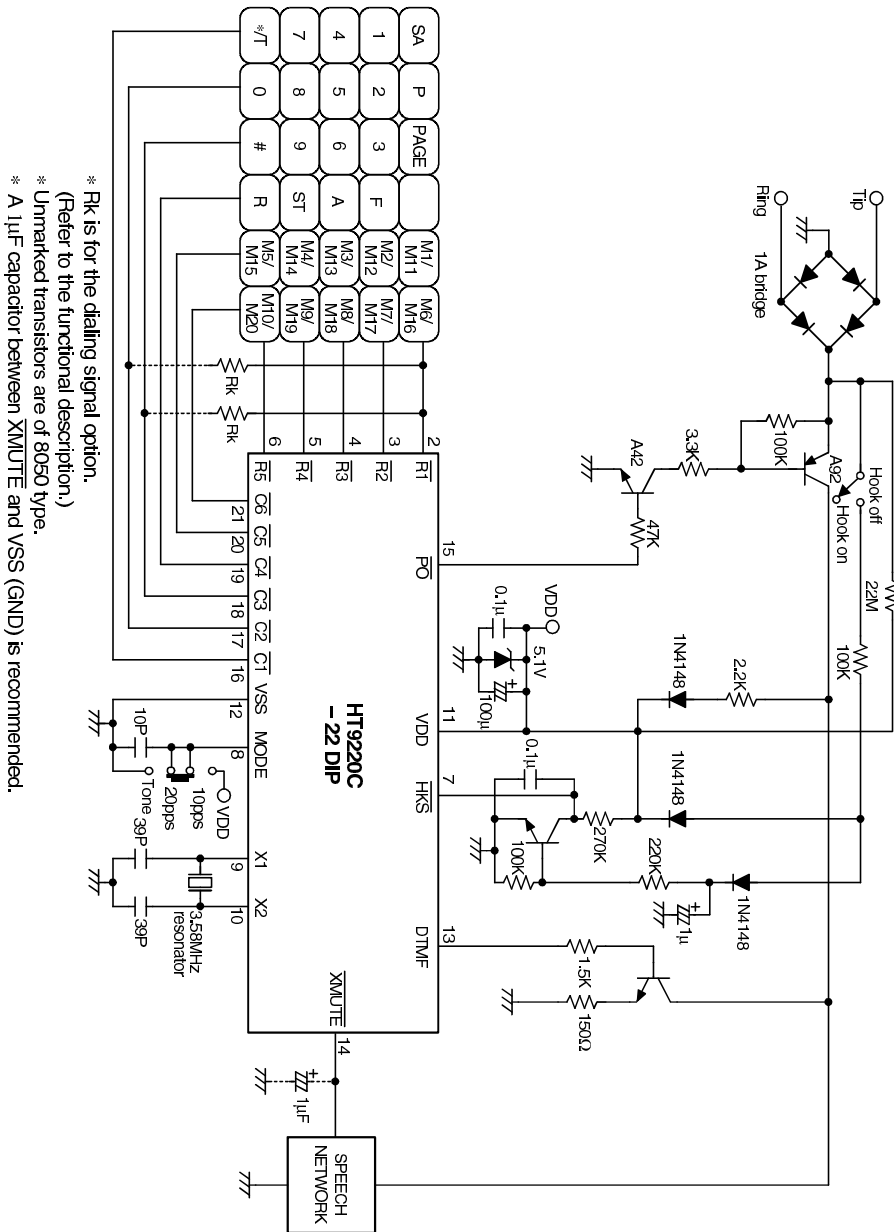 Tip
Ring
1A bridge
Hook off
Hook on
22M
100K
A92
100K
3.3K
A42
47K
2.2K
1N4148
1N4148
1N4148
270K
220K
100K
1µ
0.1µ
VDD
0.1µ
5.1V
100µ
1.5K
150Ω
SA P PAGE M1/ M11 M6/ M16
1 2 3 F M2/ M12 M7/ M17
4 5 6 A M3/ M13 M8/ M18
7 8 9 ST M4/ M14 M9/ M19
*/T 0 # R M5/ M15 M10/ M20
Rk
Rk
2 R1
3 R2
4 R3
5 R4
6 R5
15 PO
11 VDD
7 HKS
13 DTMF
HT9220C
– 22 DIP
XMUTE 14
1µF
SPEECH
NETWORK
C6 21
C5 20
C4 19
C3 18
C2 17
C1 16
VSS 12
MODE 8
X1 9
X2 10
10P
VDD
10pps
20pps
Tone
39P
39P
3.58MHz
resonator
* Rk is for the dialing signal option.
(Refer to the functional description.)
* Unmarked transistors are of 8050 type.
* A 1µF capacitor between XMUTE and VSS (GND) is recommended.